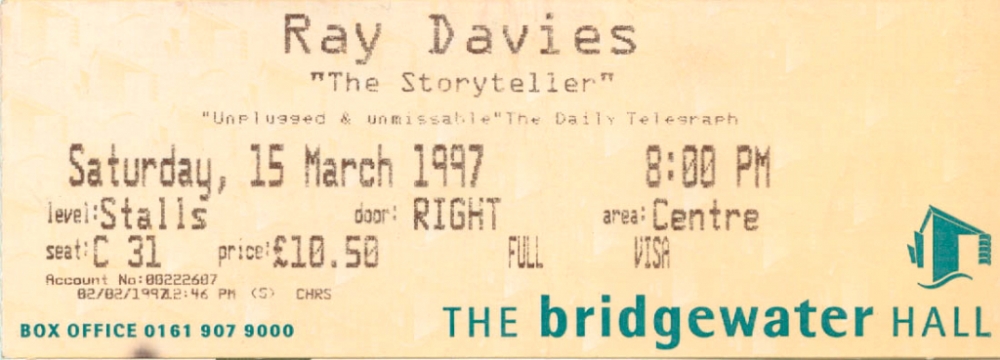 Ray Davies
"The Storyteller"
"Unplugged & unmissable"The Daily Telegraph
Saturday, 15 March 1997 8:00 PM
level:Stalls door: RIGHT area:Centre
seat:C 31 price:£10.50 FULL VISA
Account No:00222607
02/02/1997 12:46 PM (S) CHRS
BOX OFFICE 0161 907 9000
THE bridgewater HALL